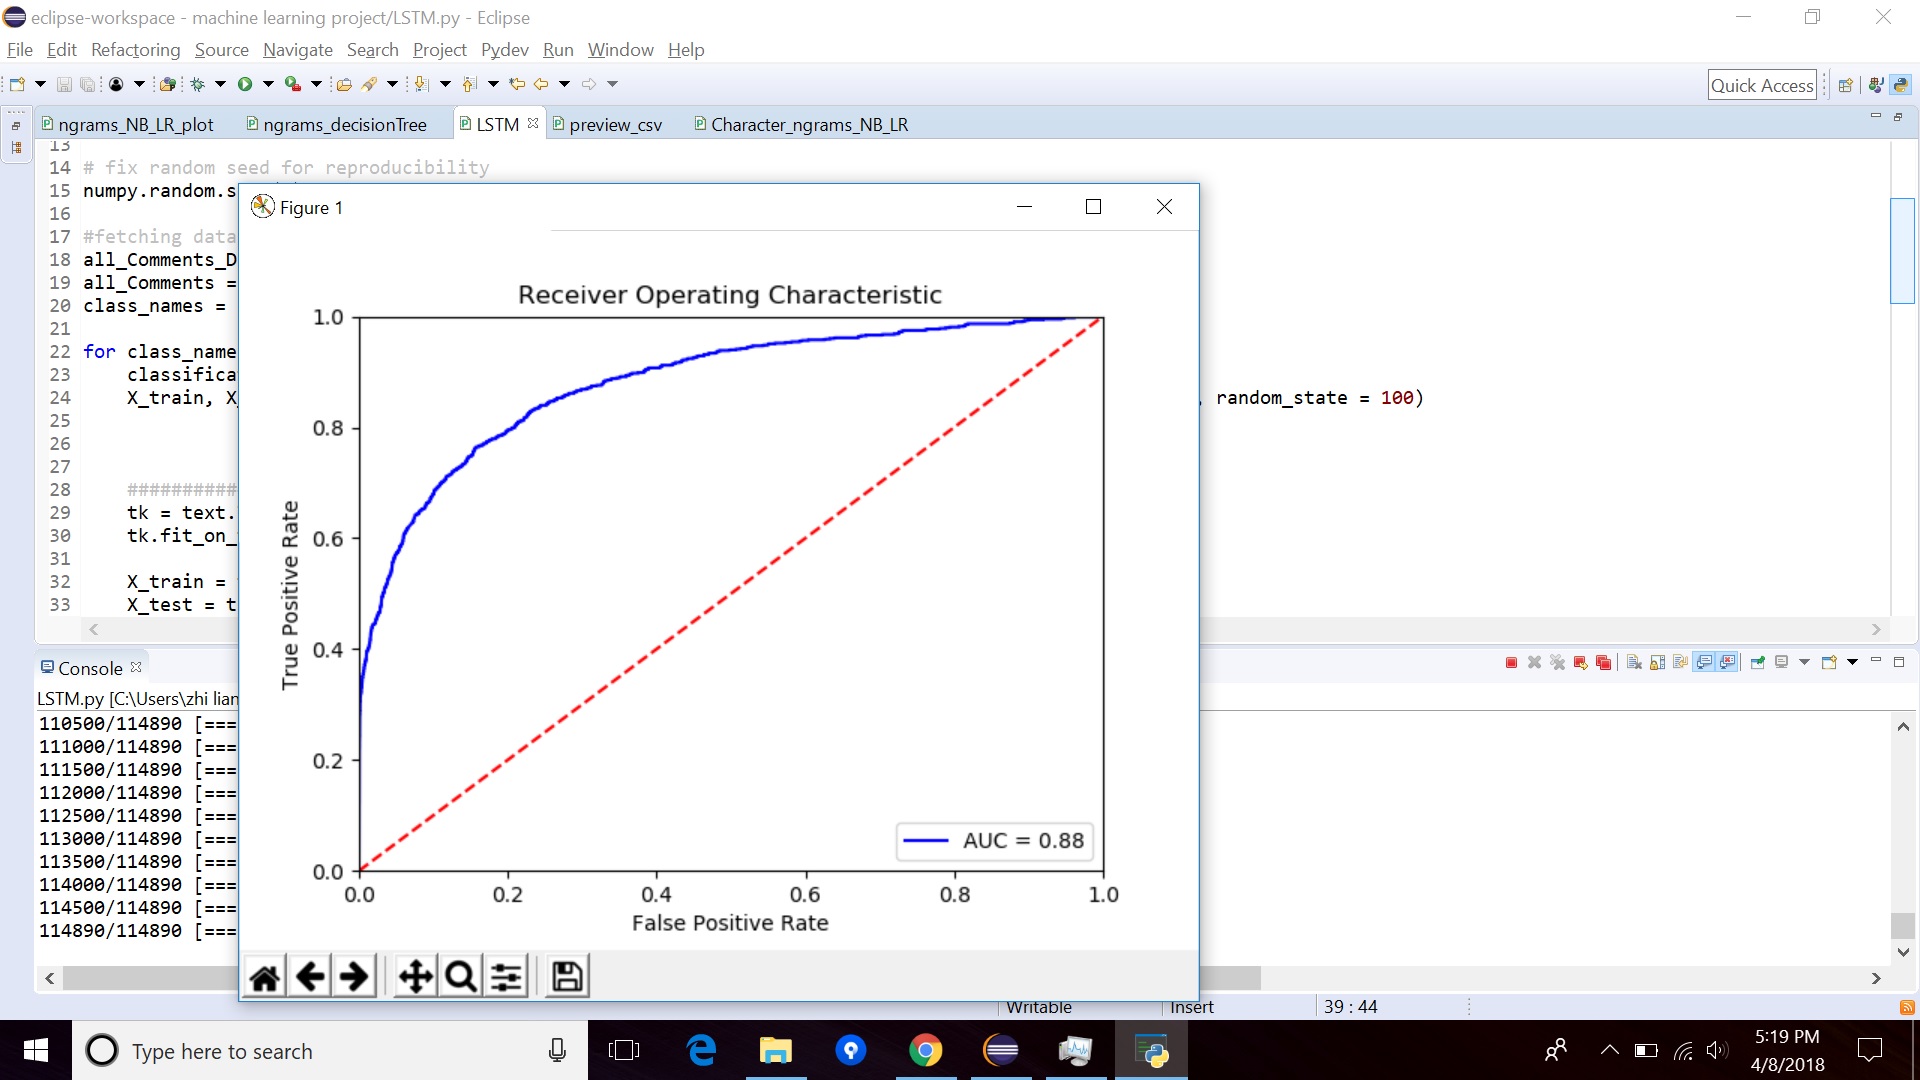 eclipse-workspace - machine learning project/LSTM.py - Eclipse
File Edit Refactoring Source Navigate Search Project Pydev Run Window Help
Quick Access
ngrams_NB_LR_plot ngrams_decisionTree LSTM preview_csv Character_ngrams_NB_LR
13
14 # fix random seed for reproducibility
15 numpy.random.s
16
17 #fetching data
18 all_Comments_D
19 all_Comments =
20 class_names =
21
22 for class_name
23 classifica
24 X_train, X_ , random_state = 100)
25
26
27
28 ##########
29 tk = text.
30 tk.fit_on_
31
32 X_train =
33 X_test = t
Figure 1
Receiver Operating Characteristic
True Positive Rate
1.0
0.8
0.6
0.4
0.2
0.0
AUC = 0.88
0.0 0.2 0.4 0.6 0.8 1.0
False Positive Rate
Console
LSTM.py [C:\Users\zhi lian
110500/114890 [===
111000/114890 [===
111500/114890 [===
112000/114890 [===
112500/114890 [===
113000/114890 [===
113500/114890 [===
114000/114890 [===
114500/114890 [===
114890/114890 [===
Writable Insert 39 : 44
Type here to search
5:19 PM
4/8/2018